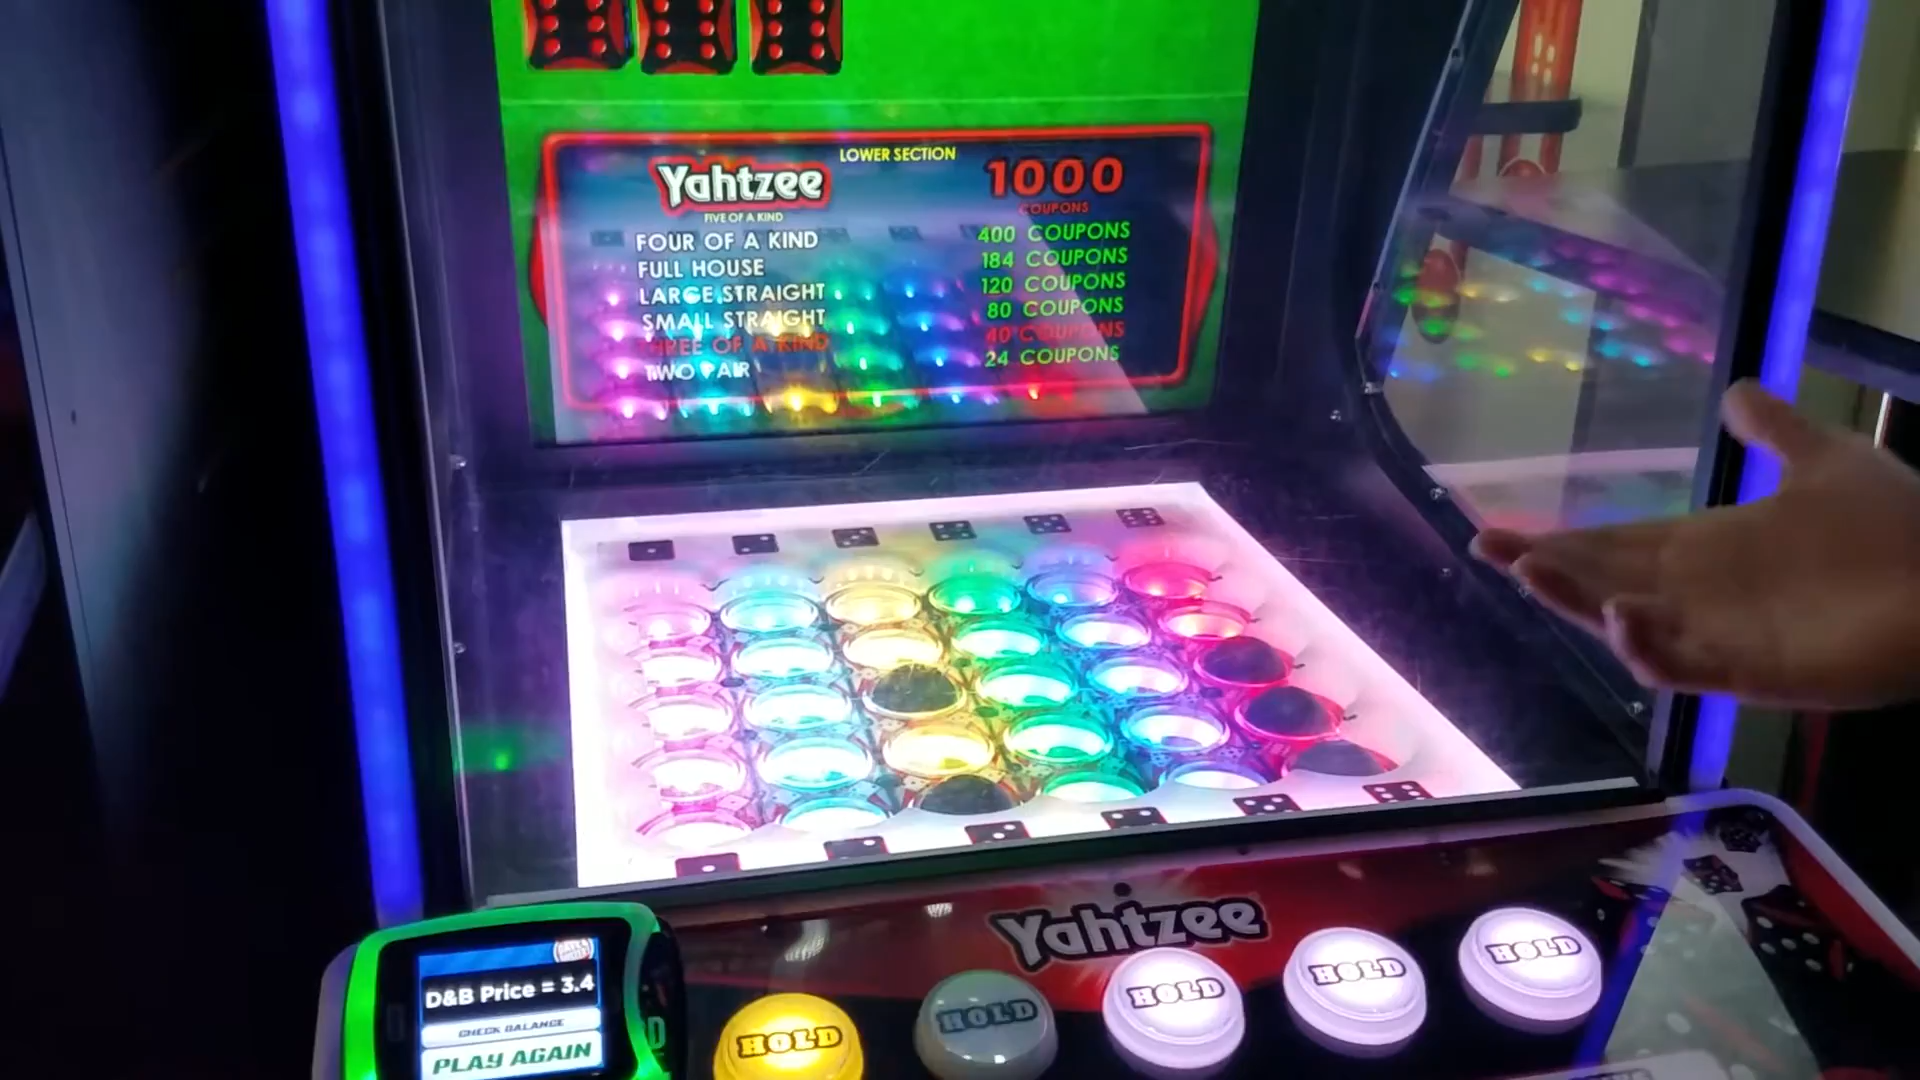 LOWER SECTION
Yahtzee 1000
FIVE OF A KIND COUPONS
FOUR OF A KIND 400 COUPONS
FULL HOUSE 184 COUPONS
LARGE STRAIGHT 120 COUPONS
SMALL STRAIGHT 80 COUPONS
THREE OF A KIND 40 COUPONS
TWO PAIR 24 COUPONS
Yahtzee
D&B Price = 3.4
CHECK BALANCE
PLAY AGAIN
HOLD
HOLD
HOLD
HOLD
HOLD